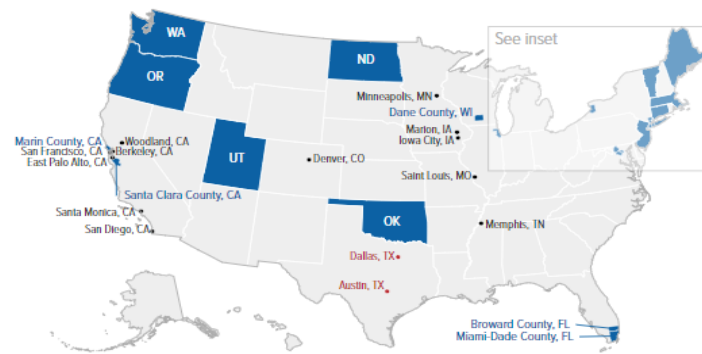 See inset
WA
ND
OR
Minneapolis, MN
Dane County, WI
Marin County, CA
Woodland, CA
Marion, IA
San Francisco, CA
Berkeley, CA
Iowa City, IA
East Palo Alto, CA
UT
Denver, CO
Saint Louis, MO
Santa Clara County, CA
Santa Monica, CA
OK
Memphis, TN
San Diego, CA
Dallas, TX
Austin, TX
Broward County, FL
Miami-Dade County, FL